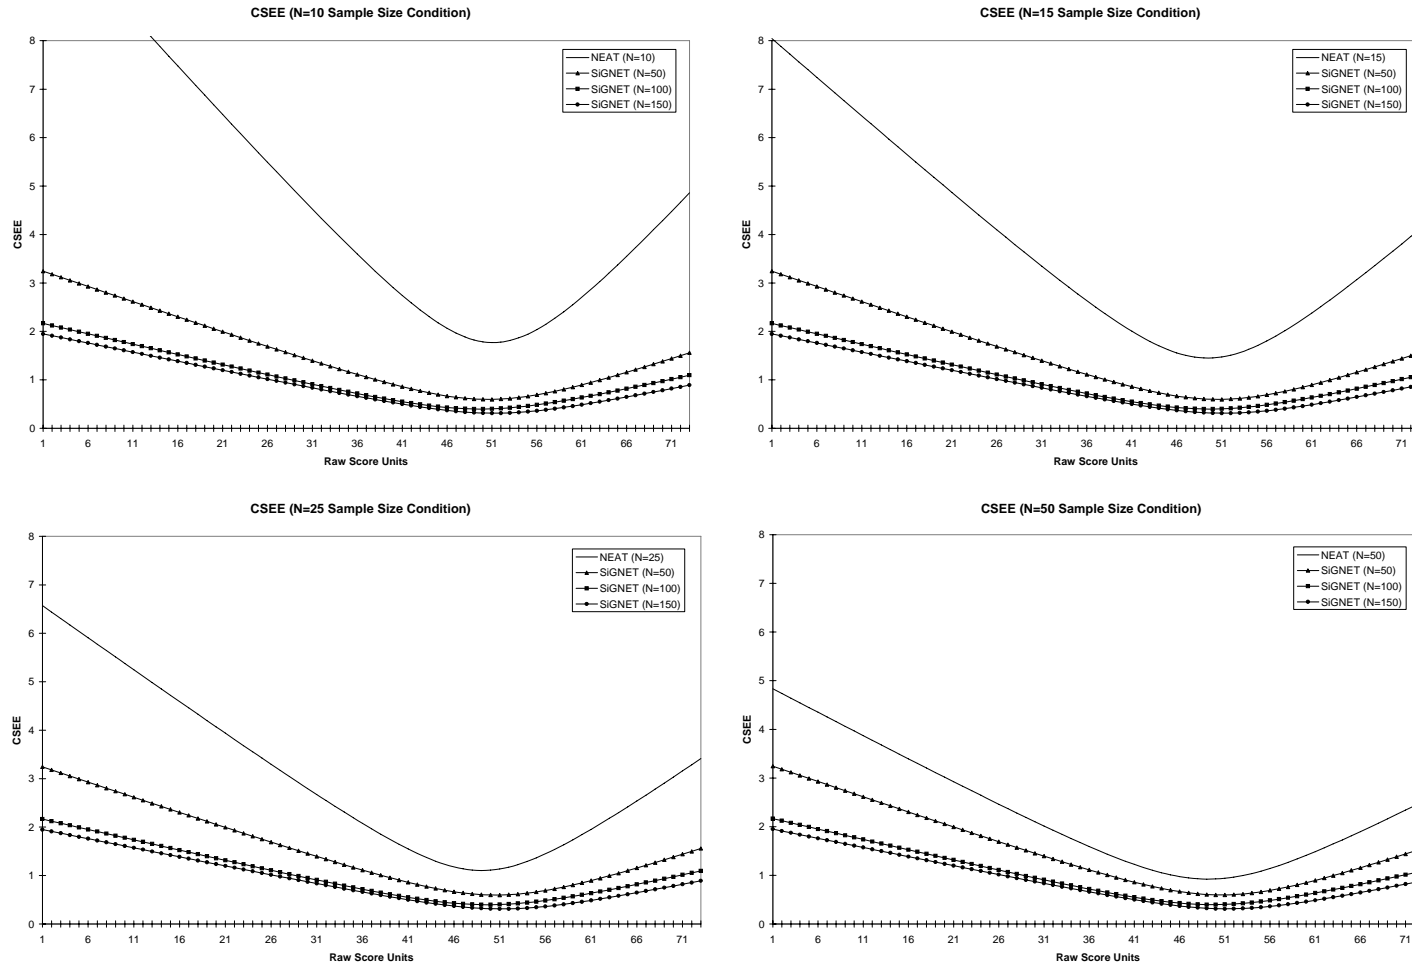 CSEE (N=10 Sample Size Condition)
8
7
6
5
4
3
2
1
0
CSEE
NEAT (N=10)
SiGNET (N=50)
SiGNET (N=100)
SiGNET (N=150)
1 6 11 16 21 26 31 36 41 46 51 56 61 66 71
Raw Score Units
CSEE (N=15 Sample Size Condition)
8
7
6
5
4
3
2
1
0
CSEE
NEAT (N=15)
SiGNET (N=50)
SiGNET (N=100)
SiGNET (N=150)
1 6 11 16 21 26 31 36 41 46 51 56 61 66 71
Raw Score Units
CSEE (N=25 Sample Size Condition)
8
7
6
5
4
3
2
1
0
CSEE
NEAT (N=25)
SiGNET (N=50)
SiGNET (N=100)
SiGNET (N=150)
1 6 11 16 21 26 31 36 41 46 51 56 61 66 71
Raw Score Units
CSEE (N=50 Sample Size Condition)
8
7
6
5
4
3
2
1
0
CSEE
NEAT (N=50)
SiGNET (N=50)
SiGNET (N=100)
SiGNET (N=150)
1 6 11 16 21 26 31 36 41 46 51 56 61 66 71
Raw Score Units